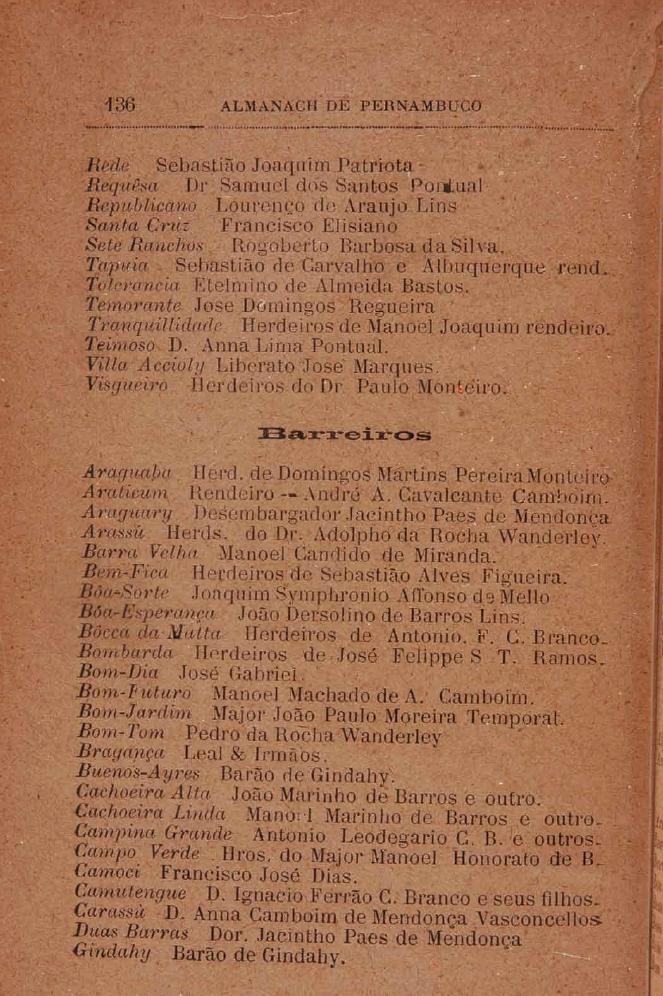 136 ALMANACH DE PERNAMBUCO
Rêde Sebastião Joaquim Patriota
Requêsa Dr Samuel dos Santos Pontual
Republicano Lourenço de Araujo Lins
Santa Cruz Francisco Elisiano
Sete Ranchos Rogoberto Barbosa da Silva.
Tapuia Sebastião de Carvalho e Albuquerque rend.
Tolerancia Etelmino de Almeida Bastos.
Temorante Jose Domingos Regueira
Tranquillidade Herdeiros de Manoel Joaquim rendeiro.
Teimoso D. Anna Lima Pontual.
Villa Accioly Liberato José Marques.
Visgueiro Herdeiros do Dr Paulo Monteiro.
Barreiros
Araguaba Herd. de Domingos Martins Pereira Monteiro
Araticum Rendeiro -- André A. Cavalcante Camboim.
Araguary Desembargador Jacintho Paes de Mendonça
Arassú Herds. do Dr. Adolpho da Rocha Wanderley.
Barra Velha Manoel Candido de Miranda.
Bem-Fica Herdeiros de Sebastião Alves Figueira.
Bôa-Sorte Jonquim Symphronio Affonso de Mello
Bôa-Esperança João Dersolino de Barros Lins.
Bôcca da Matta Herdeiros de Antonio. F. C. Branco.
Bombarda Herdeiros de José Felippe S T. Ramos.
Bom-Dia José Gabriel.
Bom-Futuro Manoel Machado de A. Camboim.
Bom-Jardim Major João Paulo Moreira Temporal.
Bom-Tom Pedro da Rocha Wanderley
Bragança Leal & Irmãos.
Buenos-Ayres Barão de Gindahy.
Cachoeira Alta João Marinho de Barros e outro.
Cachoeira Linda Manoel Marinho de Barros e outro.
Campina Grande Antonio Leodegario C. B. e outros.
Campo Verde Hros. do Major Manoel Honorato de B.
Camoci Francisco José Dias.
Camutengue D. Ignacio Ferrão C. Branco e seus filhos.
Carassú D. Anna Camboim de Mendonça Vasconcellos
Duas Barras Dor. Jacintho Paes de Mendonça
Gindahy Barão de Gindahy.